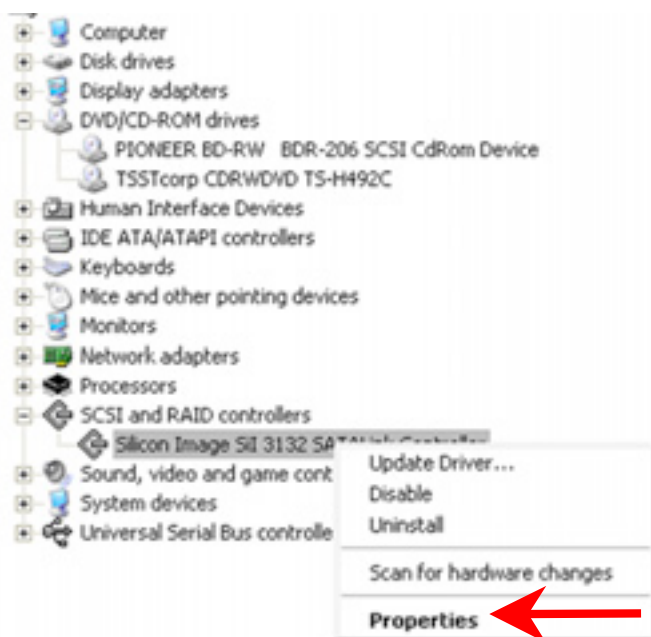 Computer
Disk drives
Display adapters
DVD/CD-ROM drives
PIONEER BD-RW BDR-206 SCSI CdRom Device
TSSTcorp CDRWDVD TS-H492C
Human Interface Devices
IDE ATA/ATAPI controllers
Keyboards
Mice and other pointing devices
Monitors
Network adapters
Processors
SCSI and RAID controllers
Silicon Image SiI 3132 SATALink Controller
Sound, video and game cont
System devices
Universal Serial Bus controlle
Update Driver...
Disable
Uninstall
Scan for hardware changes
Properties